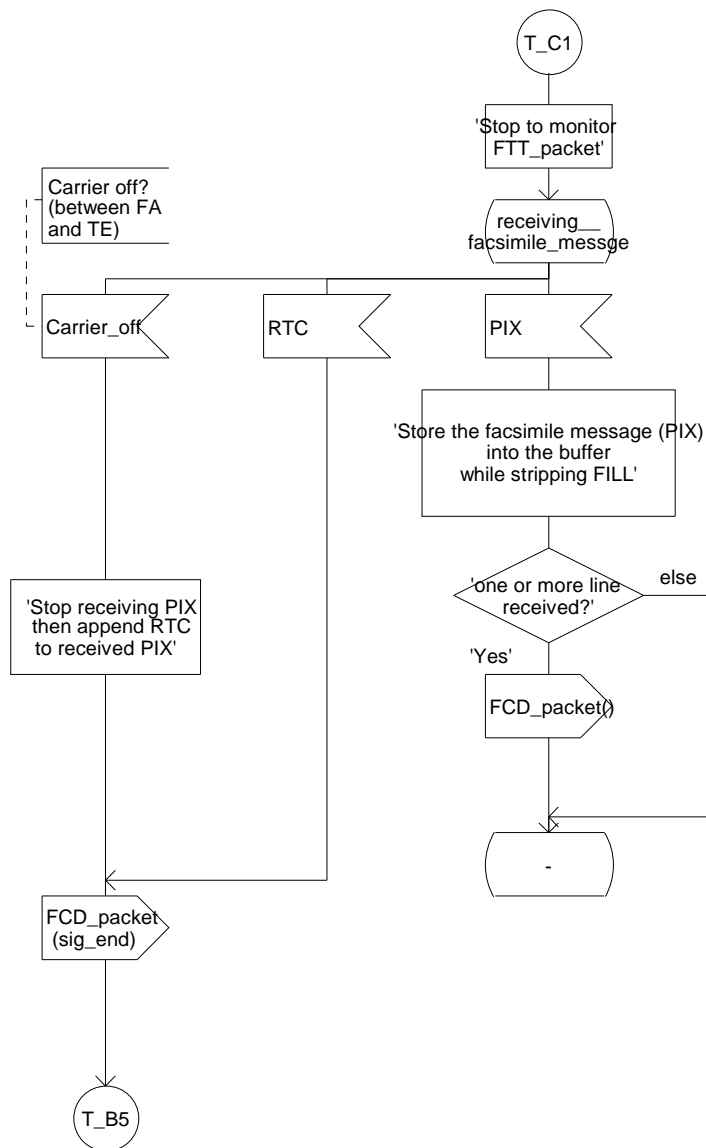 T_C1
'Stop to monitor
FTT_packet'
Carrier off?
(between FA
and TE)
receiving__
facsimile_messge
Carrier_off
RTC
PIX
'Store the facsimile message (PIX)
into the buffer
while stripping FILL'
'one or more line
received?'
else
'Stop receiving PIX
then append RTC
to received PIX'
'Yes'
FCD_packet()
-
FCD_packet
(sig_end)
T_B5